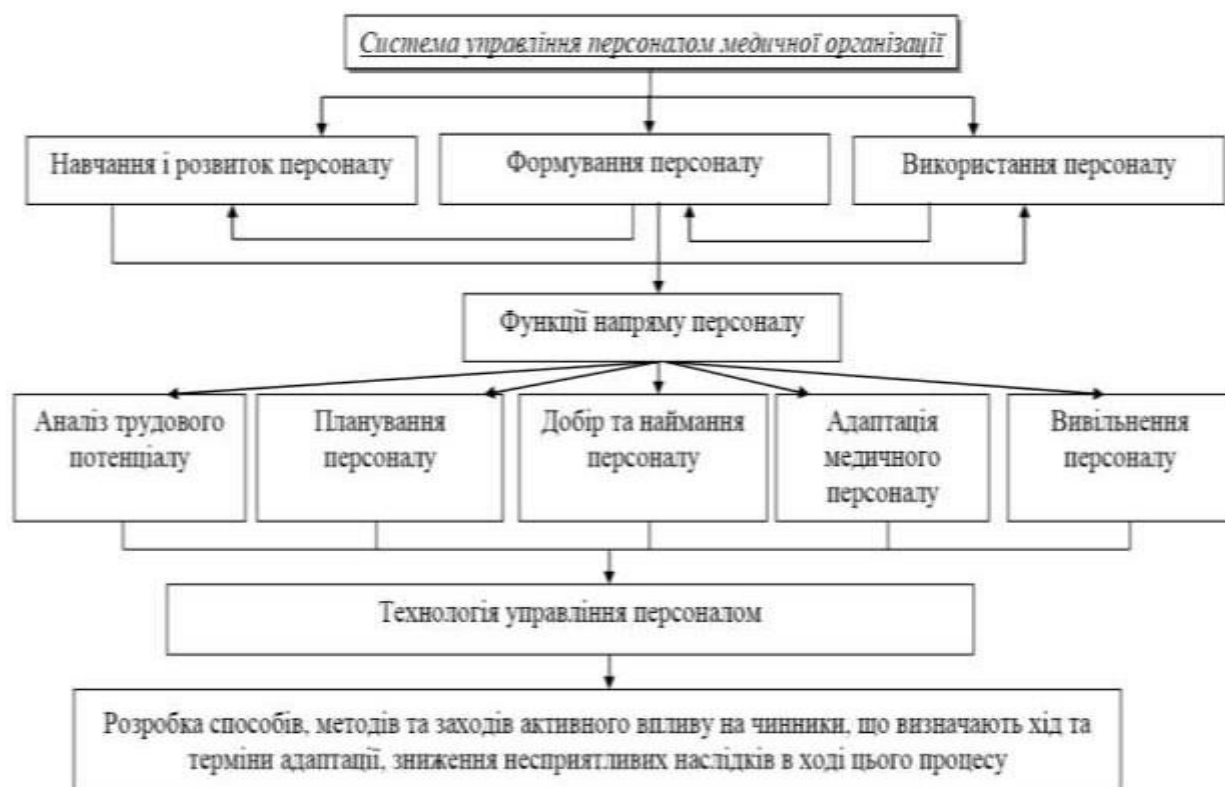 Система управління персоналом медичної організації
Навчання і розвиток персоналу
Формування персоналу
Використання персоналу
Функції напряму персоналу
Аналіз трудового
потенціалу
Планування
персоналу
Добір та наймання
персоналу
Адаптація
медичного
персоналу
Вивільнення
персоналу
Технологія управління персоналом
Розробка способів, методів та заходів активного впливу на чинники, що визначають хід та
терміни адаптації, зниження несприятливих наслідків в ході цього процесу